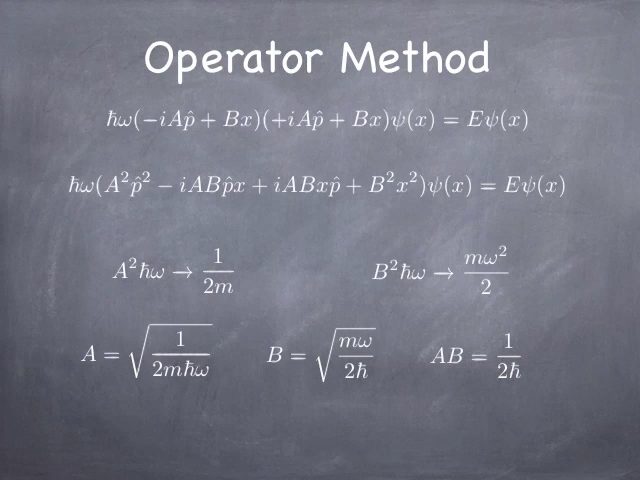 Operator Method
ħω(−iAp̂ + Bx)(+iAp̂ + Bx)ψ(x) = Eψ(x)
ħω(A²p̂² − iABp̂x + iABxp̂ + B²x²)ψ(x) = Eψ(x)
A²ħω → 1/2m B²ħω → mω²/2
A = √(1/2mħω) B = √(mω/2ħ) AB = 1/2ħ